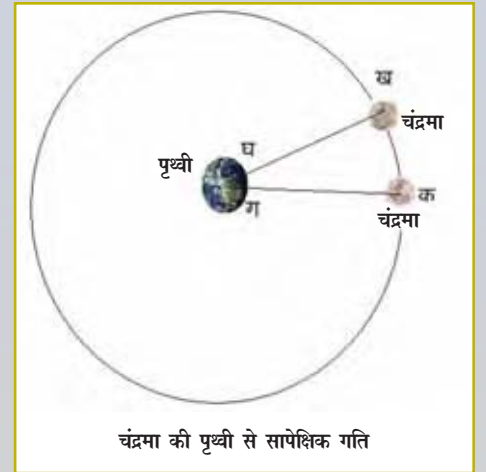 ख
चंद्रमा
घ
पृथ्वी
ग
क
चंद्रमा
चंद्रमा की पृथ्वी से सापेक्षिक गति